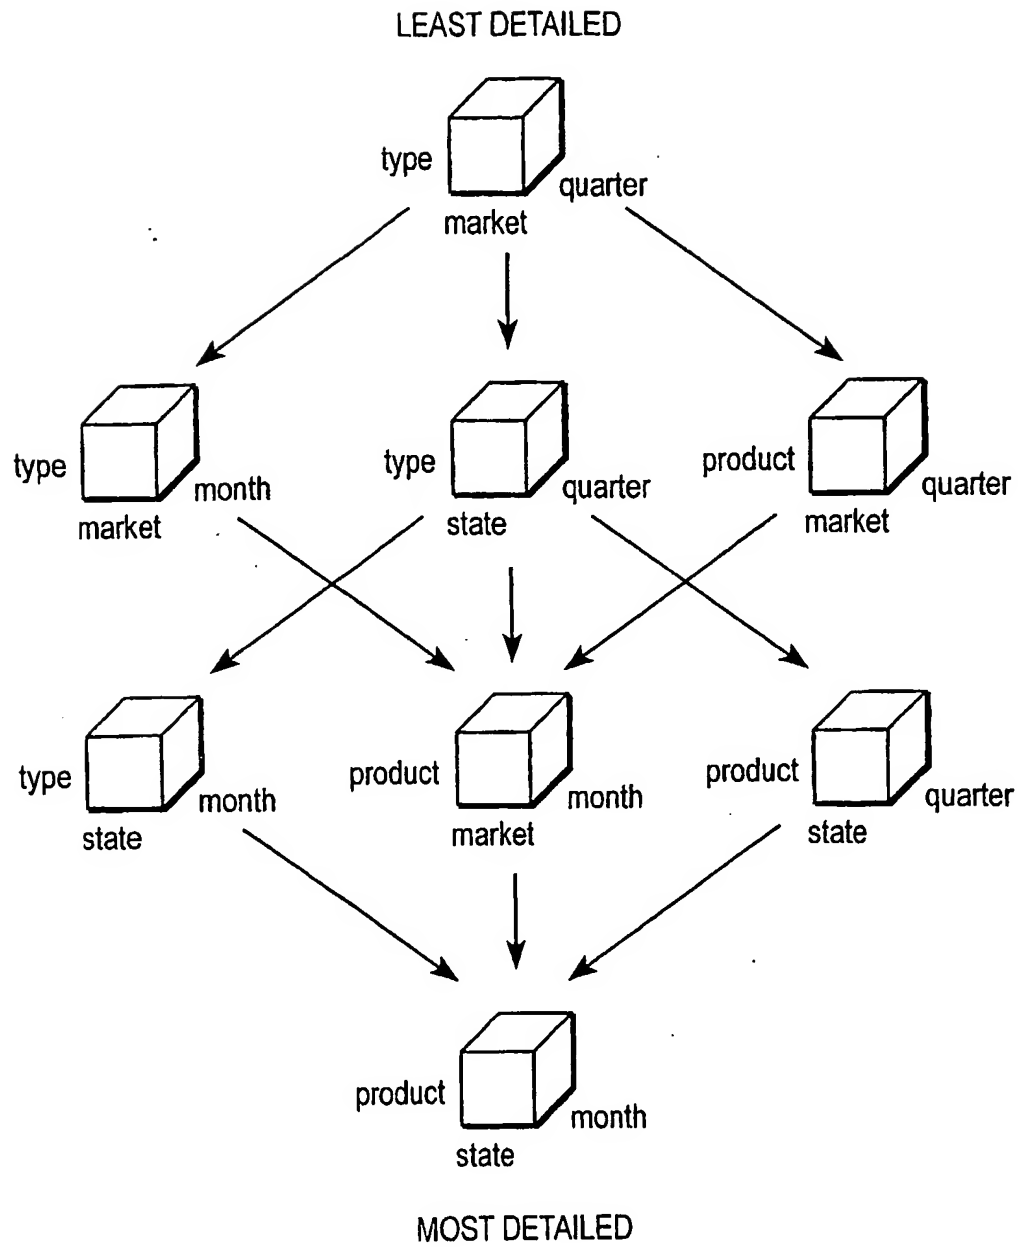 LEAST DETAILED
type
quarter
market
type
month
market
type
quarter
state
product
quarter
market
type
month
state
product
month
market
product
quarter
state
product
month
state
MOST DETAILED